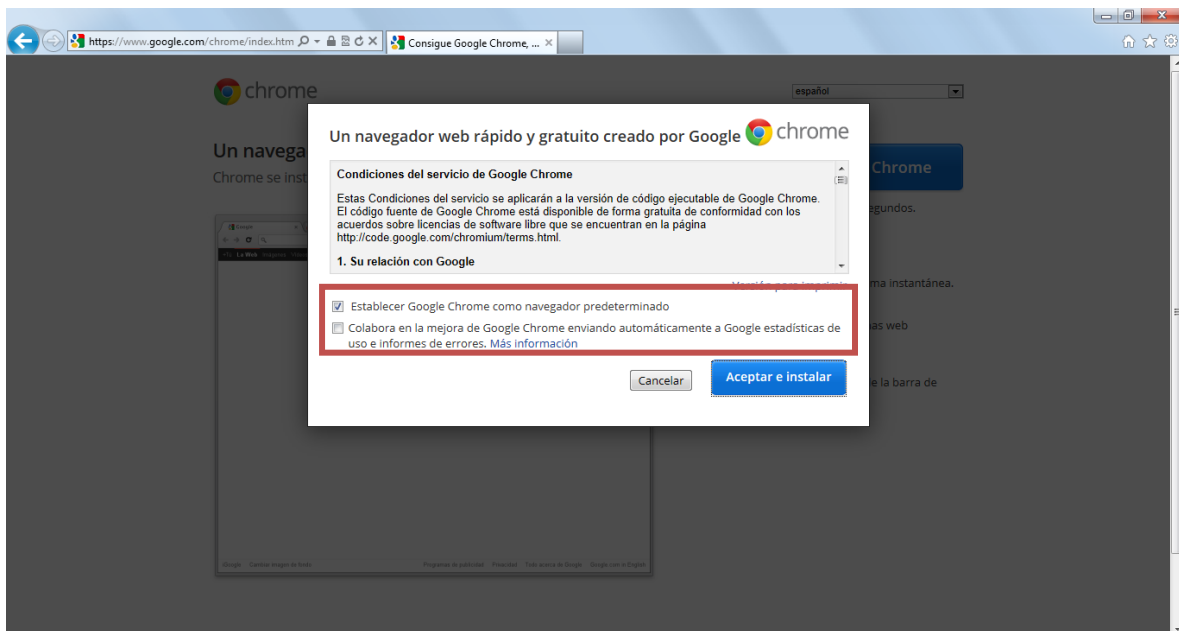 https://www.google.com/chrome/index.htm
Consigue Google Chrome, ...
chrome
español
Un navega
Chrome se inst
Chrome
egundos.
ma instantánea.
as web
e la barra de
Un navegador web rápido y gratuito creado por Google chrome
Condiciones del servicio de Google Chrome
Estas Condiciones del servicio se aplicarán a la versión de código ejecutable de Google Chrome.
El código fuente de Google Chrome está disponible de forma gratuita de conformidad con los
acuerdos sobre licencias de software libre que se encuentran en la página
http://code.google.com/chromium/terms.html.
1. Su relación con Google
Versión para imprimir
Establecer Google Chrome como navegador predeterminado
Colabora en la mejora de Google Chrome enviando automáticamente a Google estadísticas de
uso e informes de errores. Más información
Cancelar
Aceptar e instalar
La Web